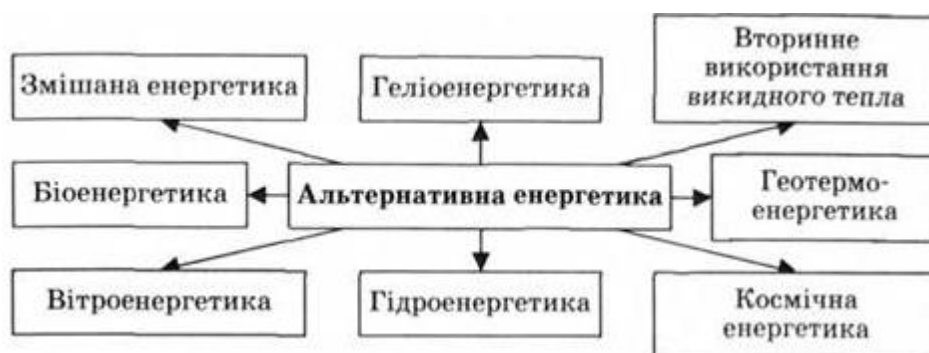 Змішана енергетика
Геліоенергетика
Вторинне
використання
викидного тепла
Біоенергетика
Альтернативна енергетика
Геотермо-
енергетика
Вітроенергетика
Гідроенергетика
Космічна
енергетика